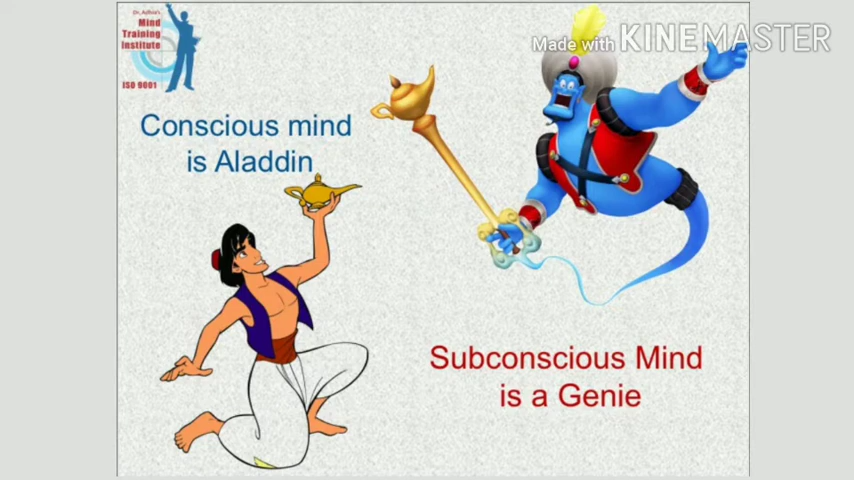 Dr. Adhia's
Mind
Training
Institute
ISO 9001
Made with KINEMASTER
Conscious mind
is Aladdin
Subconscious Mind
is a Genie